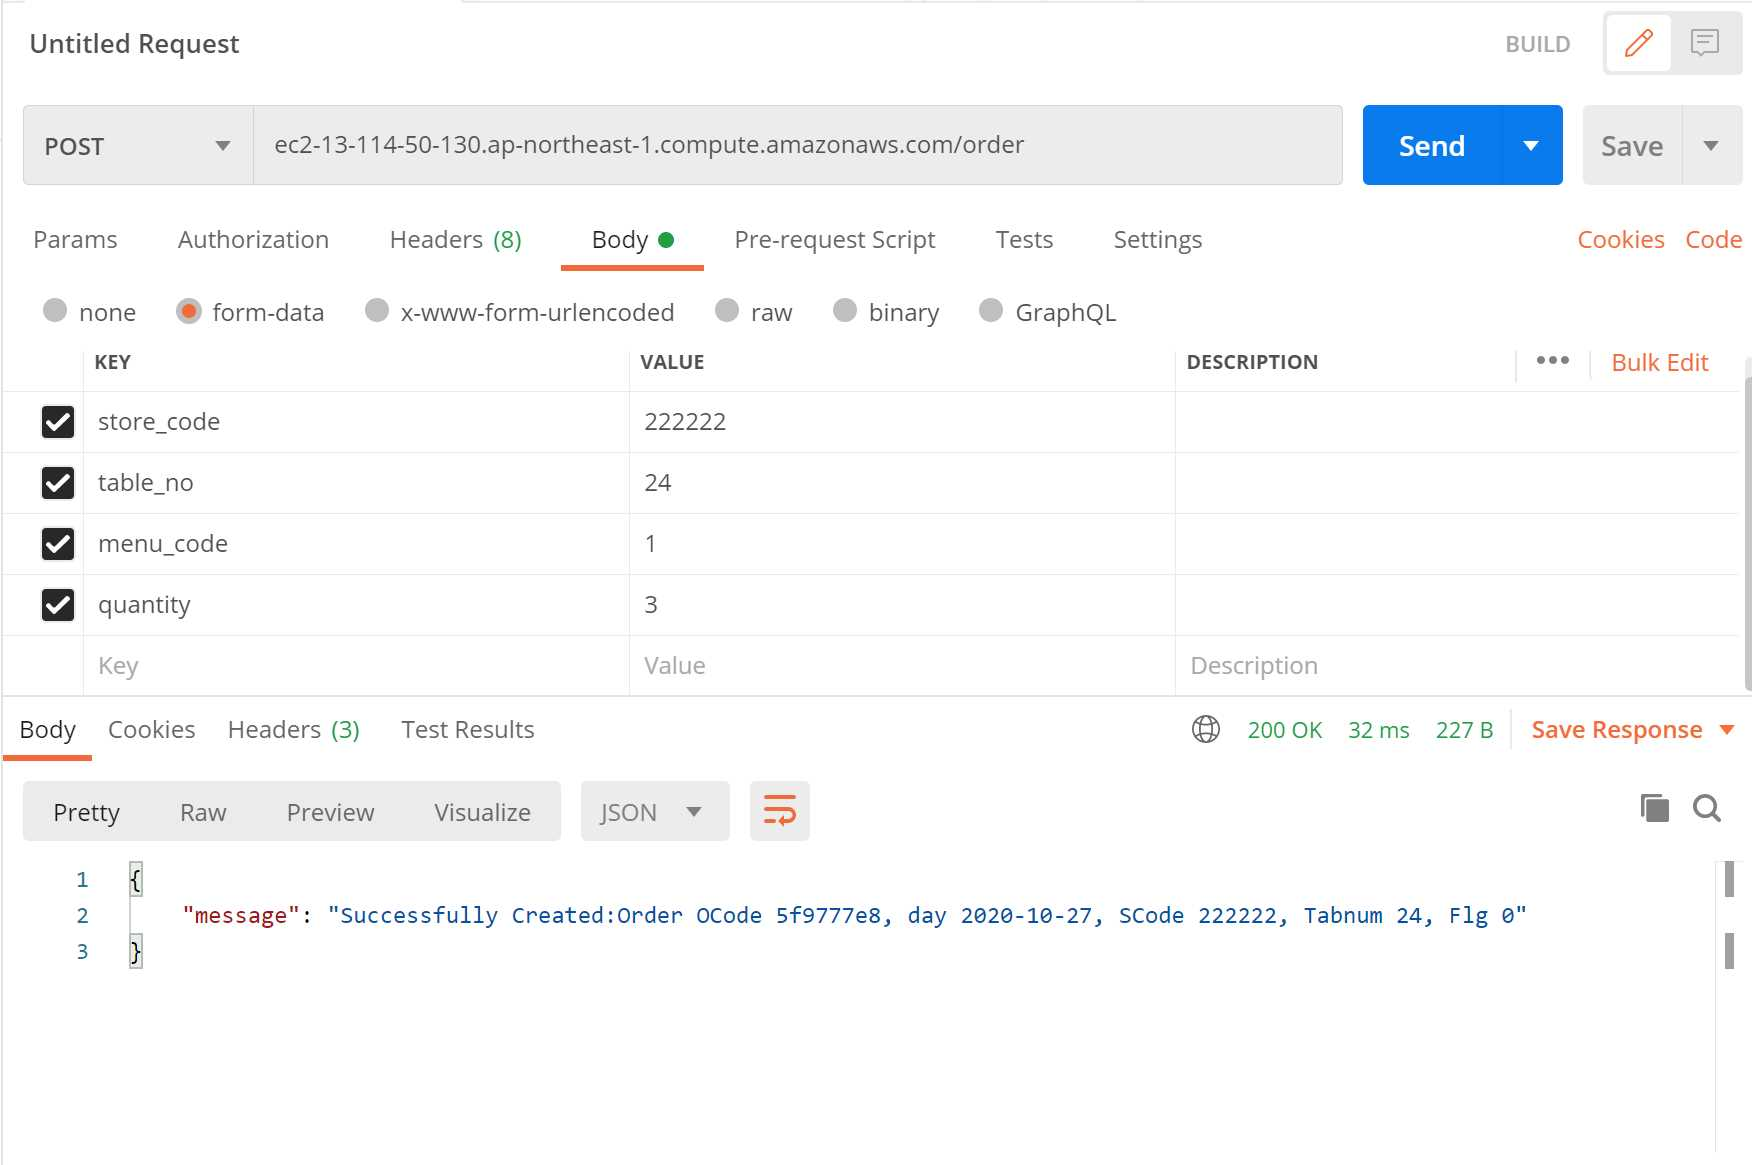 Untitled Request BUILD
POST ec2-13-114-50-130.ap-northeast-1.compute.amazonaws.com/order Send Save
Params Authorization Headers (8) Body Pre-request Script Tests Settings Cookies Code
none form-data x-www-form-urlencoded raw binary GraphQL
KEY VALUE DESCRIPTION ••• Bulk Edit
store_code 222222
table_no 24
menu_code 1
quantity 3
Key Value Description
Body Cookies Headers (3) Test Results 200 OK 32 ms 227 B Save Response
Pretty Raw Preview Visualize JSON
1 {
2 "message": "Successfully Created:Order OCode 5f9777e8, day 2020-10-27, SCode 222222, Tabnum 24, Flg 0"
3 }